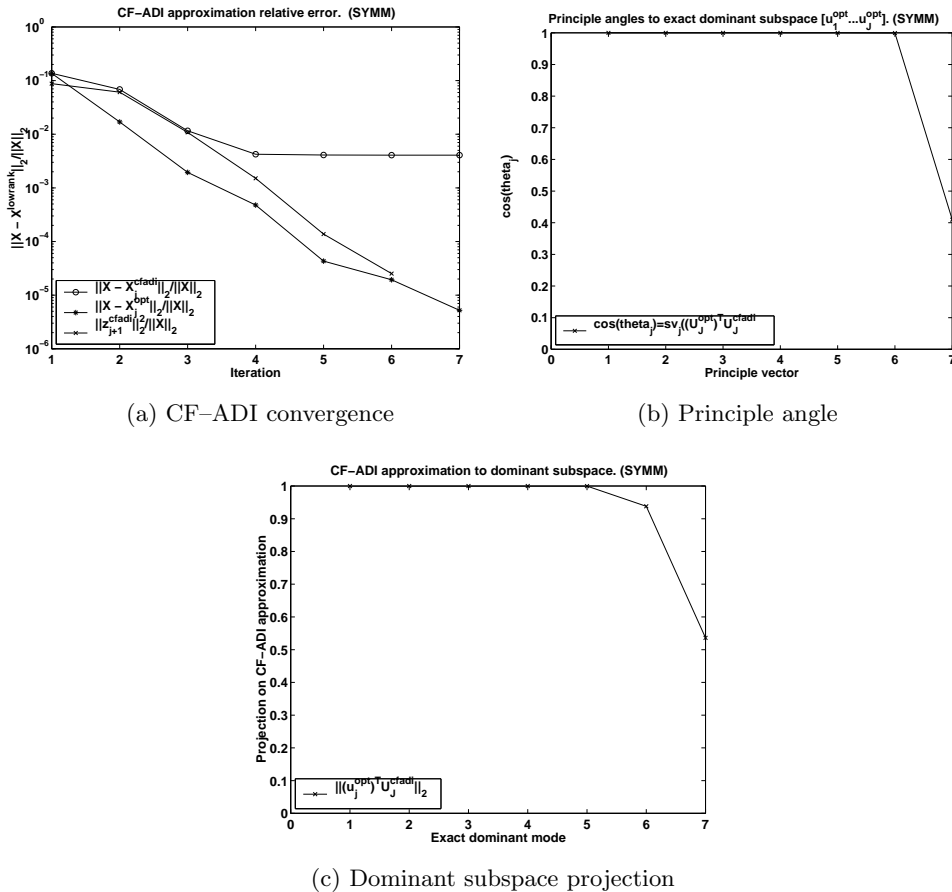 CF−ADI approximation relative error. (SYMM)
||X − X^lowrank||_2/||X||_2
10^0
10^−1
10^−2
10^−3
10^−4
10^−5
10^−6
||X − X_j^cfadi||_2/||X||_2
||X − X_j^opt||_2/||X||_2
||z_{j+1}^cfadi||_2^2/||X||_2
1 2 3 4 5 6 7
Iteration
(a) CF–ADI convergence
Principle angles to exact dominant subspace [u_1^opt...u_J^opt]. (SYMM)
cos(theta_j)
1
0.9
0.8
0.7
0.6
0.5
0.4
0.3
0.2
0.1
0
cos(theta_j)=sv_j((U_J^opt)^T U_J^cfadi
0 1 2 3 4 5 6 7
Principle vector
(b) Principle angle
CF−ADI approximation to dominant subspace. (SYMM)
Projection on CF−ADI approximation
1
0.9
0.8
0.7
0.6
0.5
0.4
0.3
0.2
0.1
0
||(u_j^opt)^T U_J^cfadi||_2
0 1 2 3 4 5 6 7
Exact dominant mode
(c) Dominant subspace projection